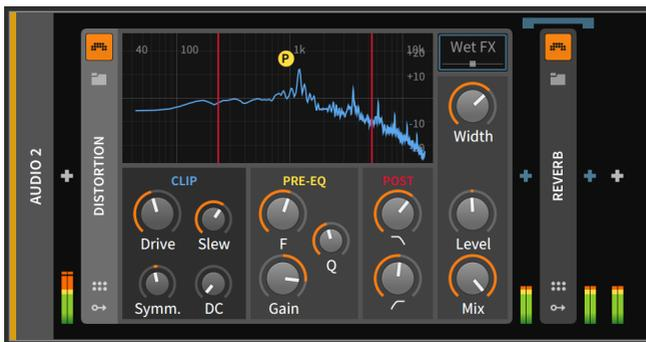 AUDIO 2
DISTORTION
40
100
1k
10k
+20
+10
-10
P
CLIP
Drive
Slew
Symm.
DC
PRE-EQ
F
Q
Gain
POST
Wet FX
Width
Level
Mix
REVERB